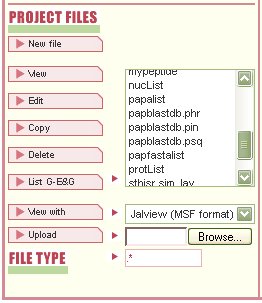 PROJECT FILES
New file
View
Edit
Copy
Delete
List G-E&G
mypeptide
nucList
papalist
papblastdb.phr
papblastdb.pin
papblastdb.psq
papfastalist
protList
sthisr sim lav
View with
Jalview (MSF format)
Upload
Browse...
FILE TYPE
.*